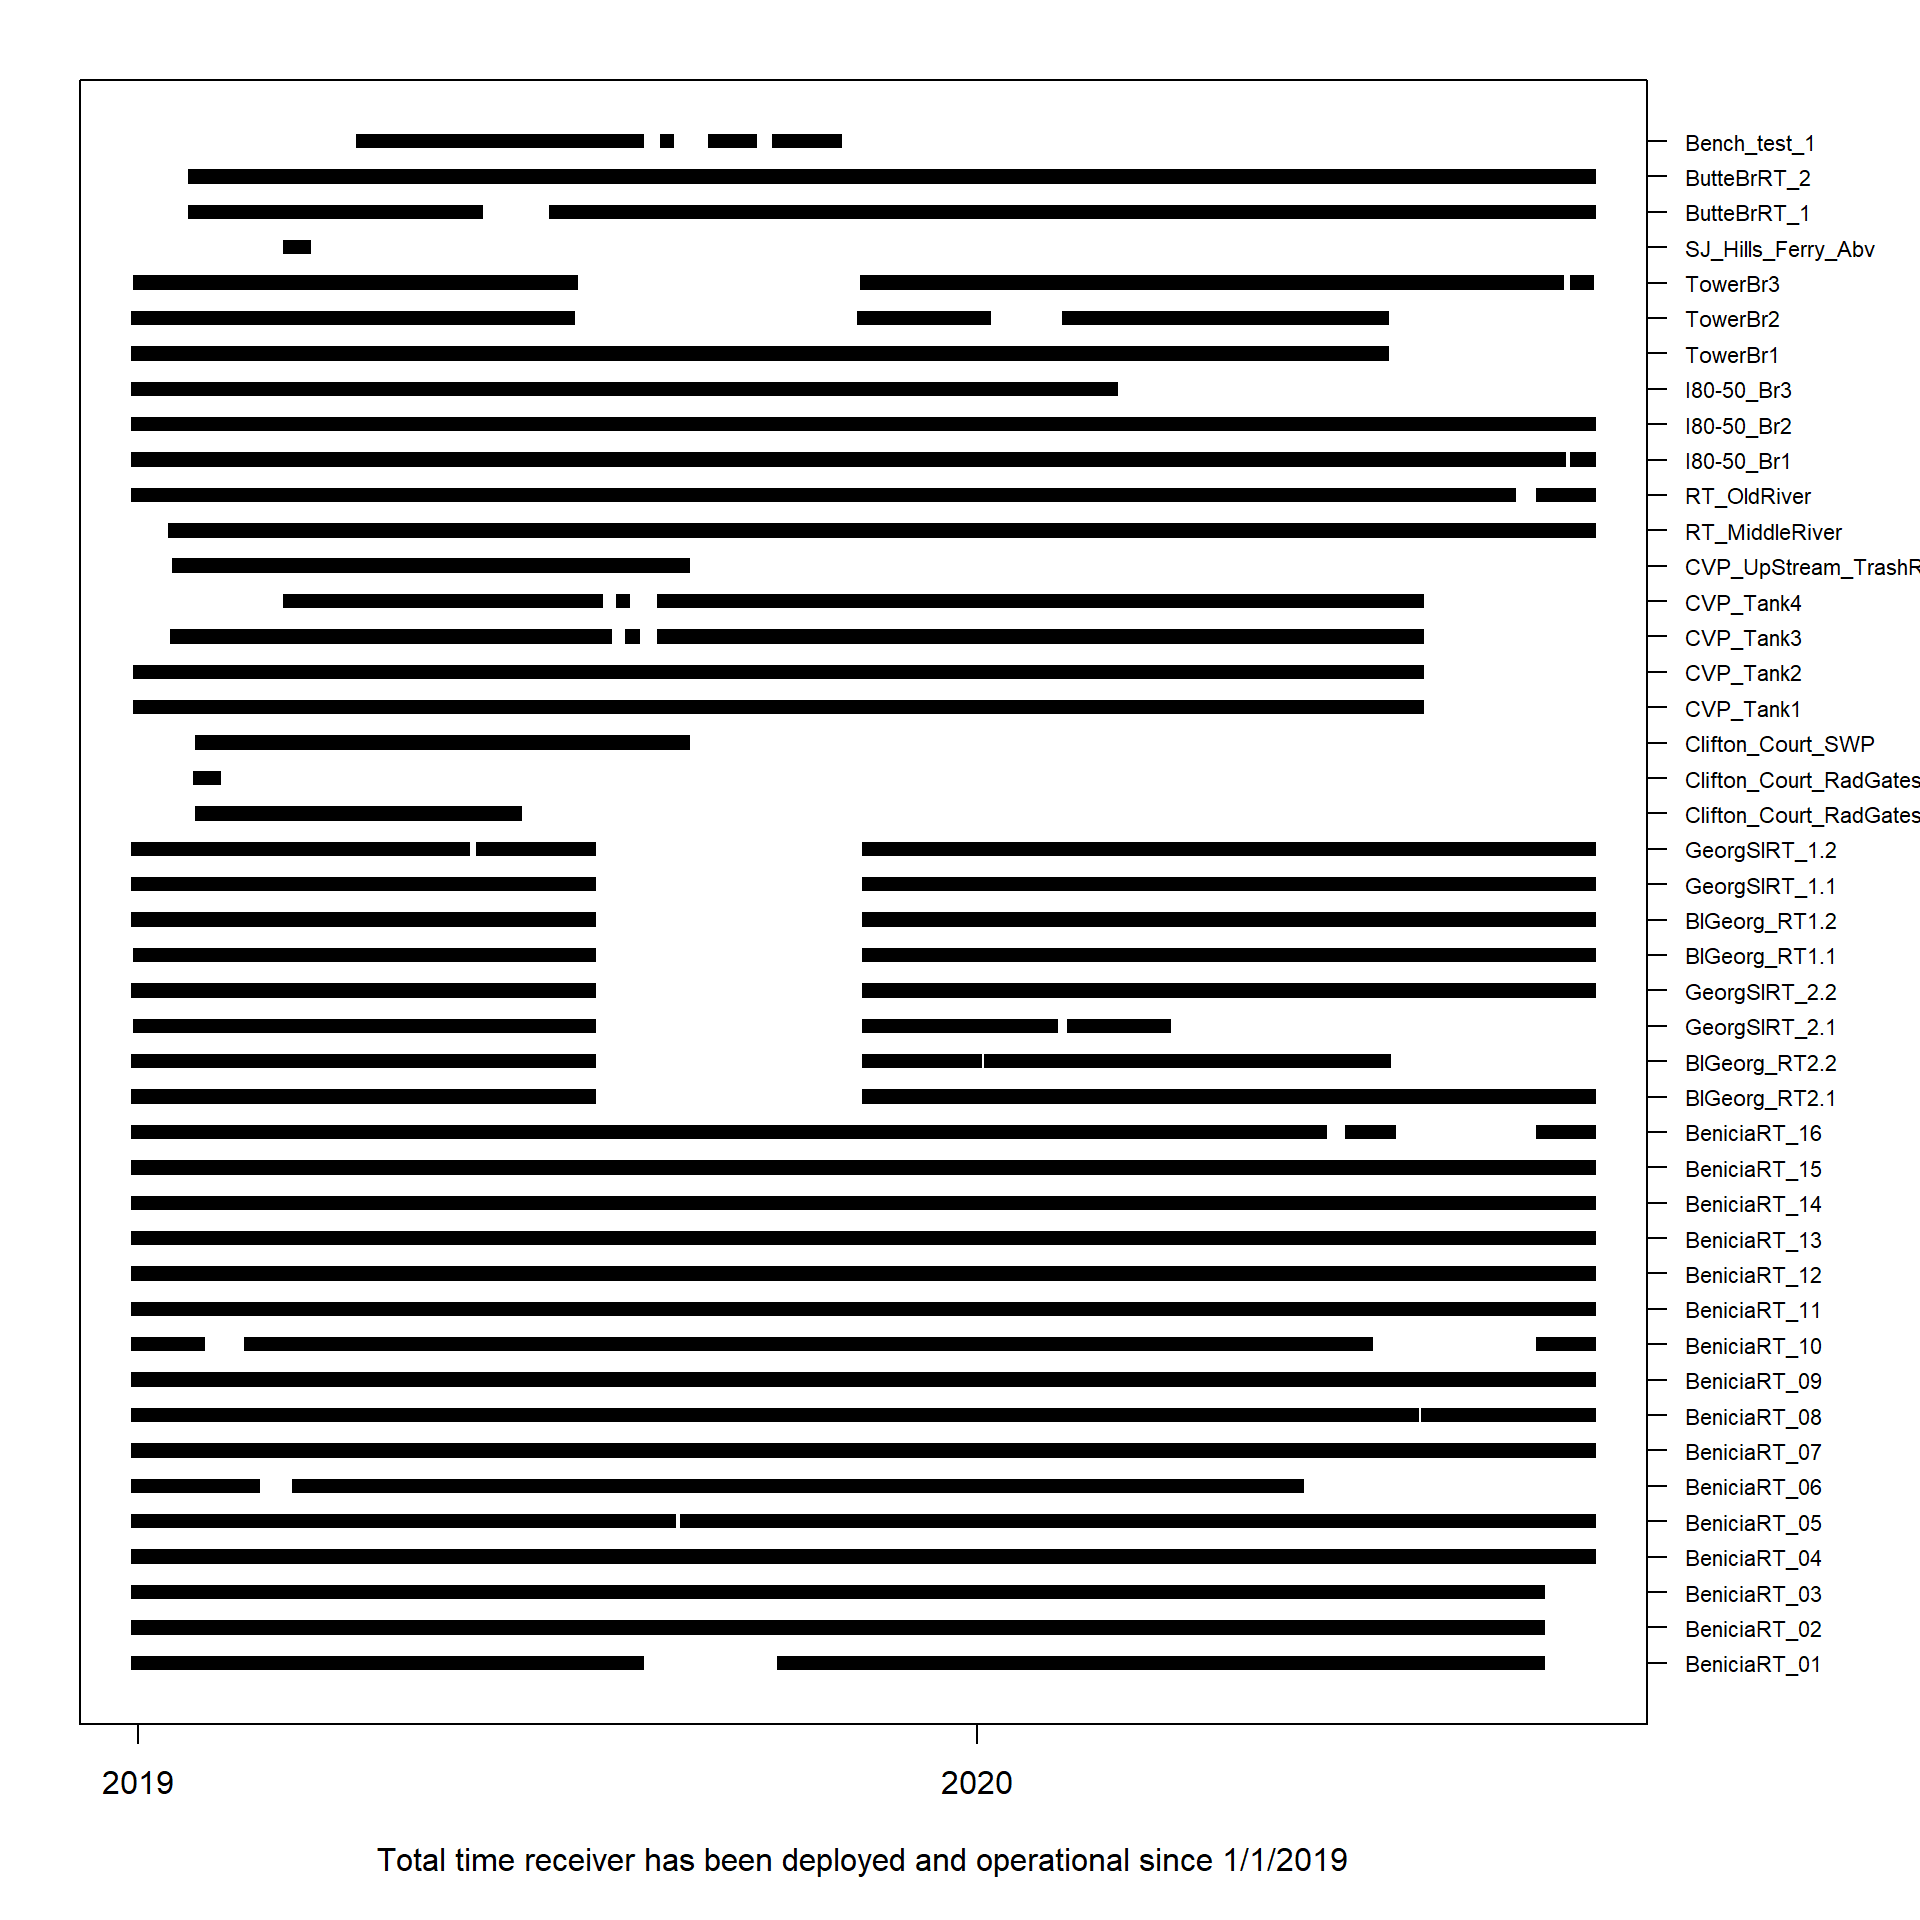 Bench_test_1
ButteBrRT_2
ButteBrRT_1
SJ_Hills_Ferry_Abv
TowerBr3
TowerBr2
TowerBr1
I80-50_Br3
I80-50_Br2
I80-50_Br1
RT_OldRiver
RT_MiddleRiver
CVP_UpStream_TrashR
CVP_Tank4
CVP_Tank3
CVP_Tank2
CVP_Tank1
Clifton_Court_SWP
Clifton_Court_RadGates
Clifton_Court_RadGates
GeorgSlRT_1.2
GeorgSlRT_1.1
BlGeorg_RT1.2
BlGeorg_RT1.1
GeorgSlRT_2.2
GeorgSlRT_2.1
BlGeorg_RT2.2
BlGeorg_RT2.1
BeniciaRT_16
BeniciaRT_15
BeniciaRT_14
BeniciaRT_13
BeniciaRT_12
BeniciaRT_11
BeniciaRT_10
BeniciaRT_09
BeniciaRT_08
BeniciaRT_07
BeniciaRT_06
BeniciaRT_05
BeniciaRT_04
BeniciaRT_03
BeniciaRT_02
BeniciaRT_01
2019 2020
Total time receiver has been deployed and operational since 1/1/2019